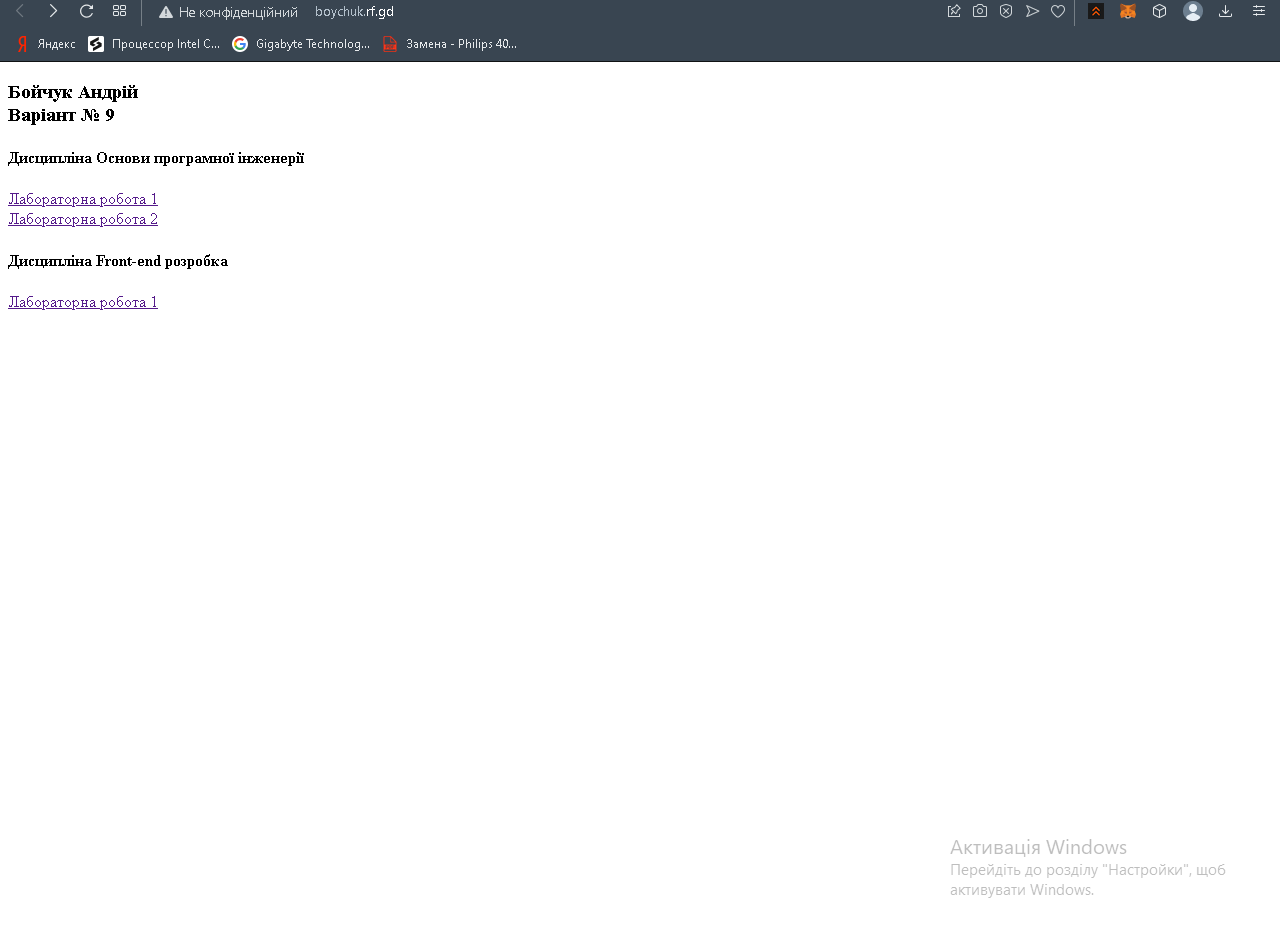 Не конфіденційний boychuk.rf.gd
Яндекс Процессор Intel C... Gigabyte Technolog... Замена - Philips 40...
Бойчук Андрій
Варіант № 9
Дисципліна Основи програмної інженерії
Лабораторна робота 1
Лабораторна робота 2
Дисципліна Front-end розробка
Лабораторна робота 1
Активація Windows
Перейдіть до розділу "Настройки", щоб
активувати Windows.